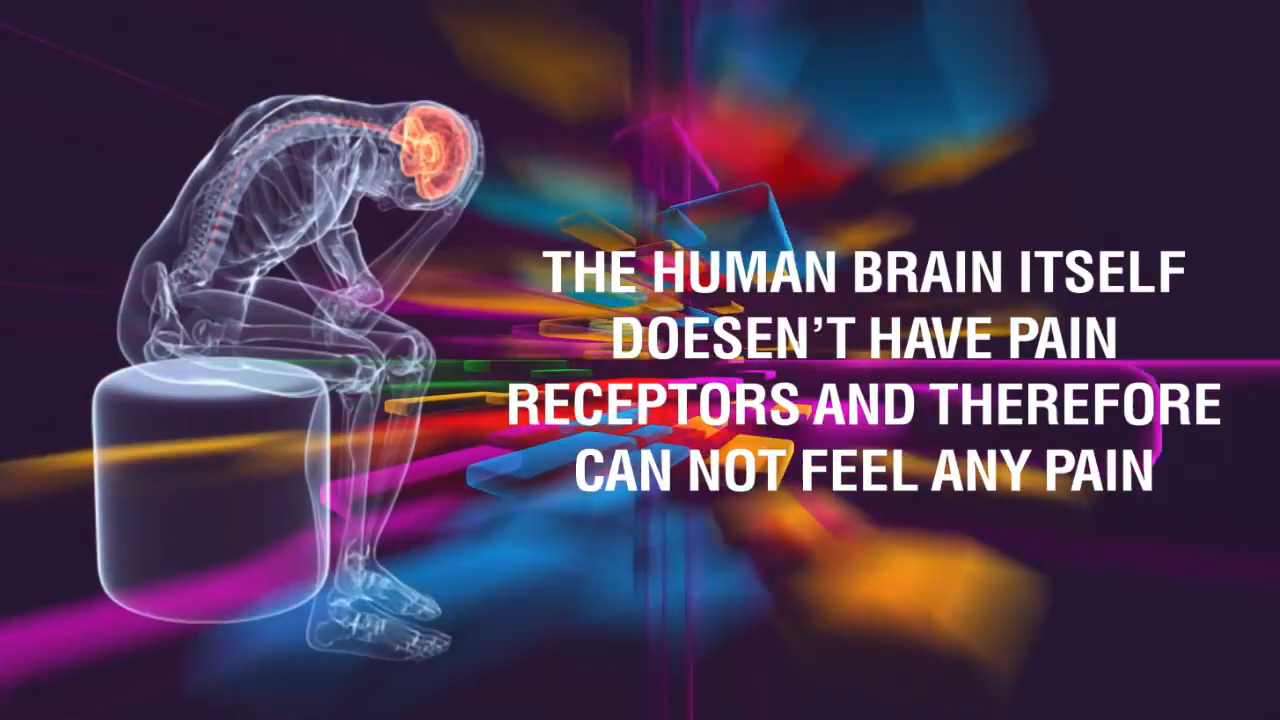 THE HUMAN BRAIN ITSELF
DOESEN'T HAVE PAIN
RECEPTORS AND THEREFORE
CAN NOT FEEL ANY PAIN